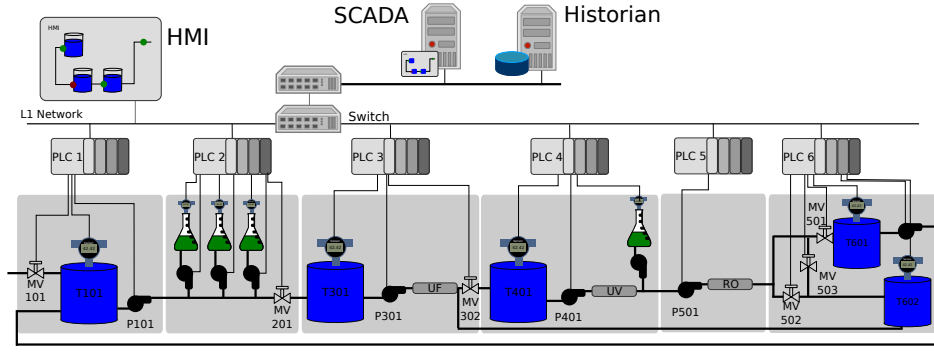 SCADA
Historian
HMI
HMI
L1 Network
Switch
PLC 1
PLC 2
PLC 3
PLC 4
PLC 5
PLC 6
MV
101
T101
P101
MV
201
T301
P301
UF
MV
302
T401
P401
UV
P501
RO
MV
501
T601
MV
503
MV
502
T602